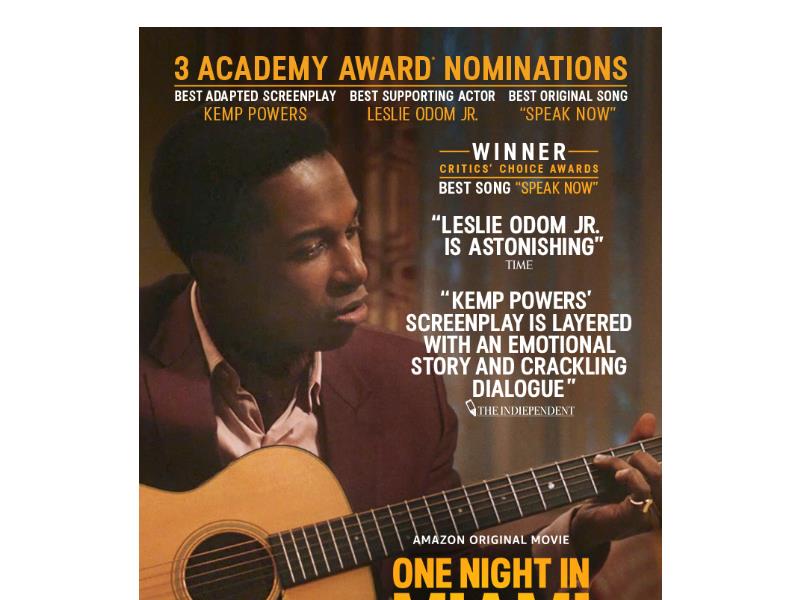 3 ACADEMY AWARD® NOMINATIONS
BEST ADAPTED SCREENPLAY BEST SUPPORTING ACTOR BEST ORIGINAL SONG
KEMP POWERS LESLIE ODOM JR. “SPEAK NOW”
WINNER
CRITICS’ CHOICE AWARDS
BEST SONG “SPEAK NOW”
“LESLIE ODOM JR.
IS ASTONISHING”
TIME
“KEMP POWERS’
SCREENPLAY IS LAYERED
WITH AN EMOTIONAL
STORY AND CRACKLING
DIALOGUE”
THE INDIEPENDENT
AMAZON ORIGINAL MOVIE
ONE NIGHT IN
MIAMI